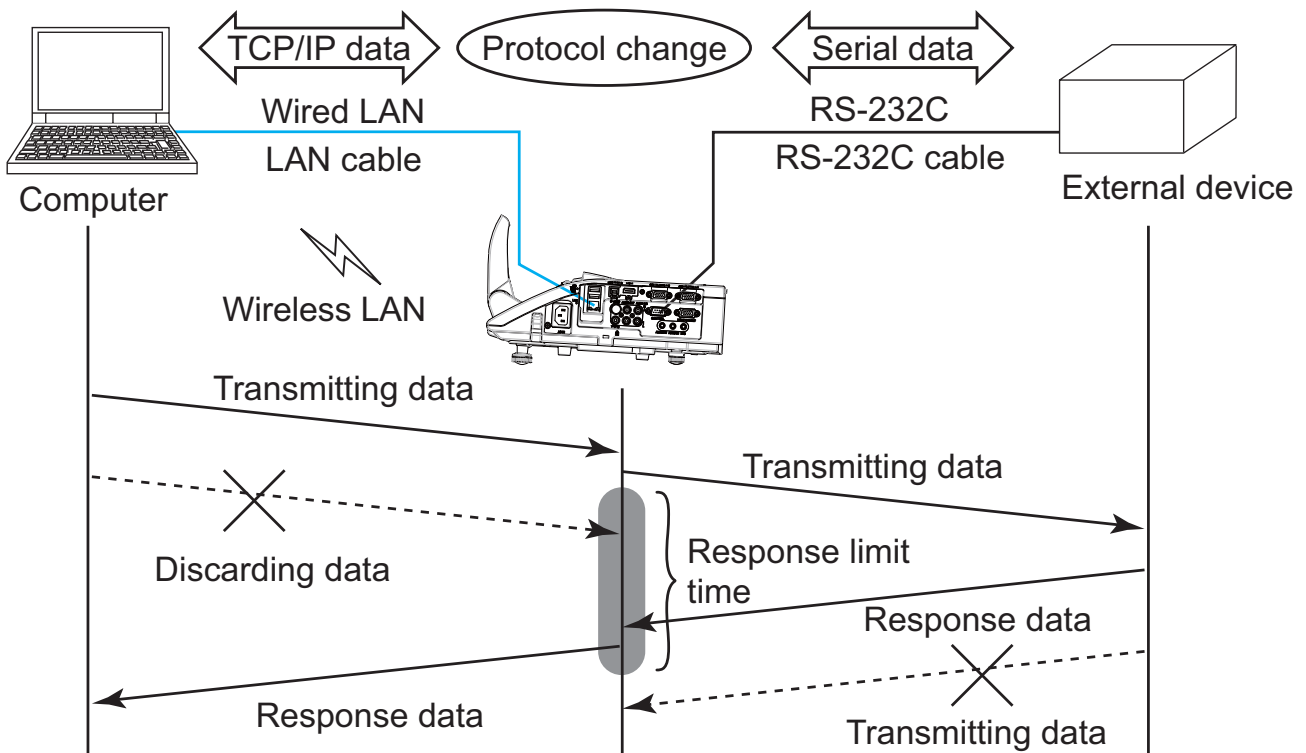 TCP/IP data
Protocol change
Serial data
Wired LAN
RS-232C
LAN cable
RS-232C cable
Computer
External device
Wireless LAN
Transmitting data
Transmitting data
Discarding data
Response limit
time
Response data
Response data
Transmitting data